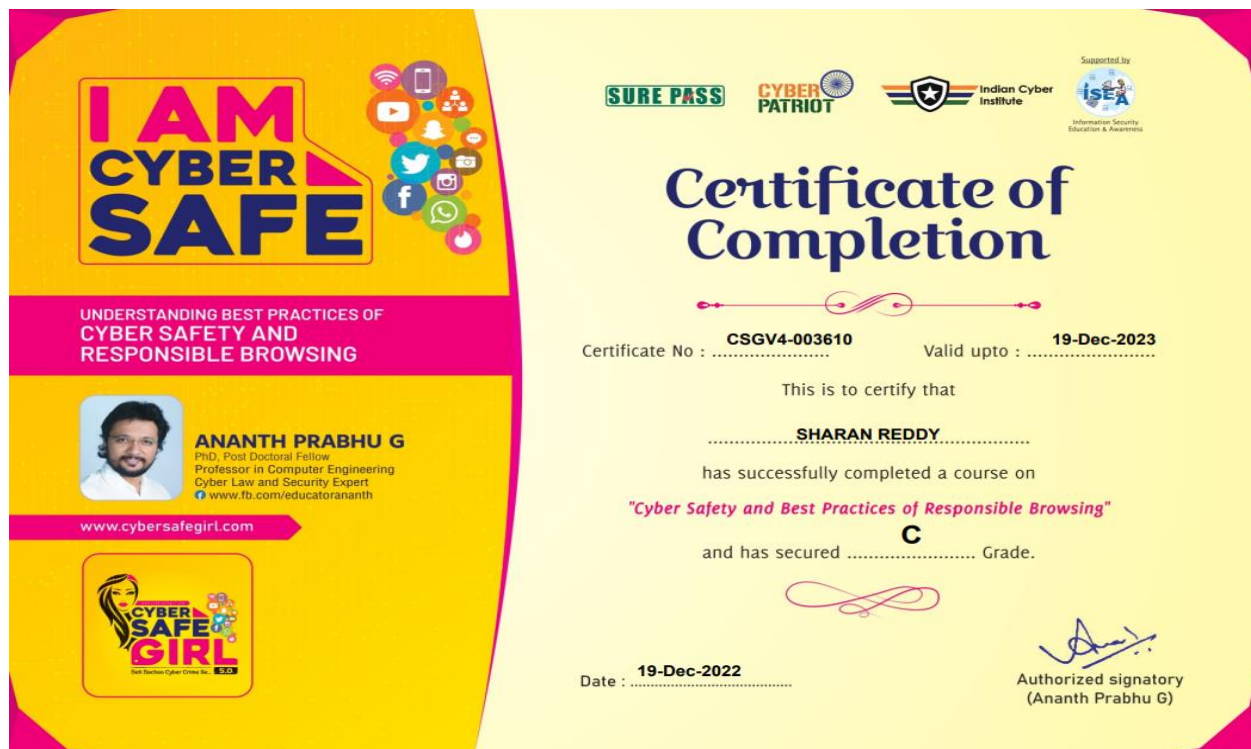 I AM
CYBER
SAFE
UNDERSTANDING BEST PRACTICES OF
CYBER SAFETY AND
RESPONSIBLE BROWSING
ANANTH PRABHU G
PhD, Post Doctoral Fellow
Professor in Computer Engineering
Cyber Law and Security Expert
www.fb.com/educatorananth
www.cybersafegirl.com
CYBER
SAFE
GIRL
5.0
SURE PASS
CYBER
PATRIOT
Indian Cyber
Institute
Supported by
ISEA
Information Security
Education & Awareness
Certificate of
Completion
Certificate No : CSGV4-003610 Valid upto : 19-Dec-2023
This is to certify that
SHARAN REDDY
has successfully completed a course on
"Cyber Safety and Best Practices of Responsible Browsing"
and has secured C Grade.
Date : 19-Dec-2022
Authorized signatory
(Ananth Prabhu G)